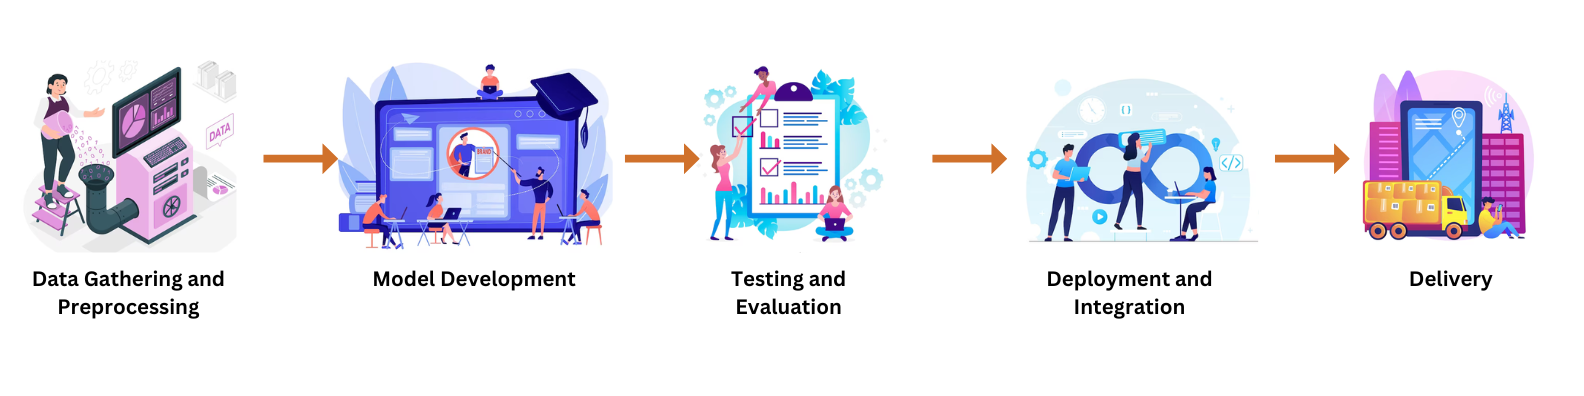 DATA
BRAND
Data Gathering and
Preprocessing
Model Development
Testing and
Evaluation
Deployment and
Integration
Delivery